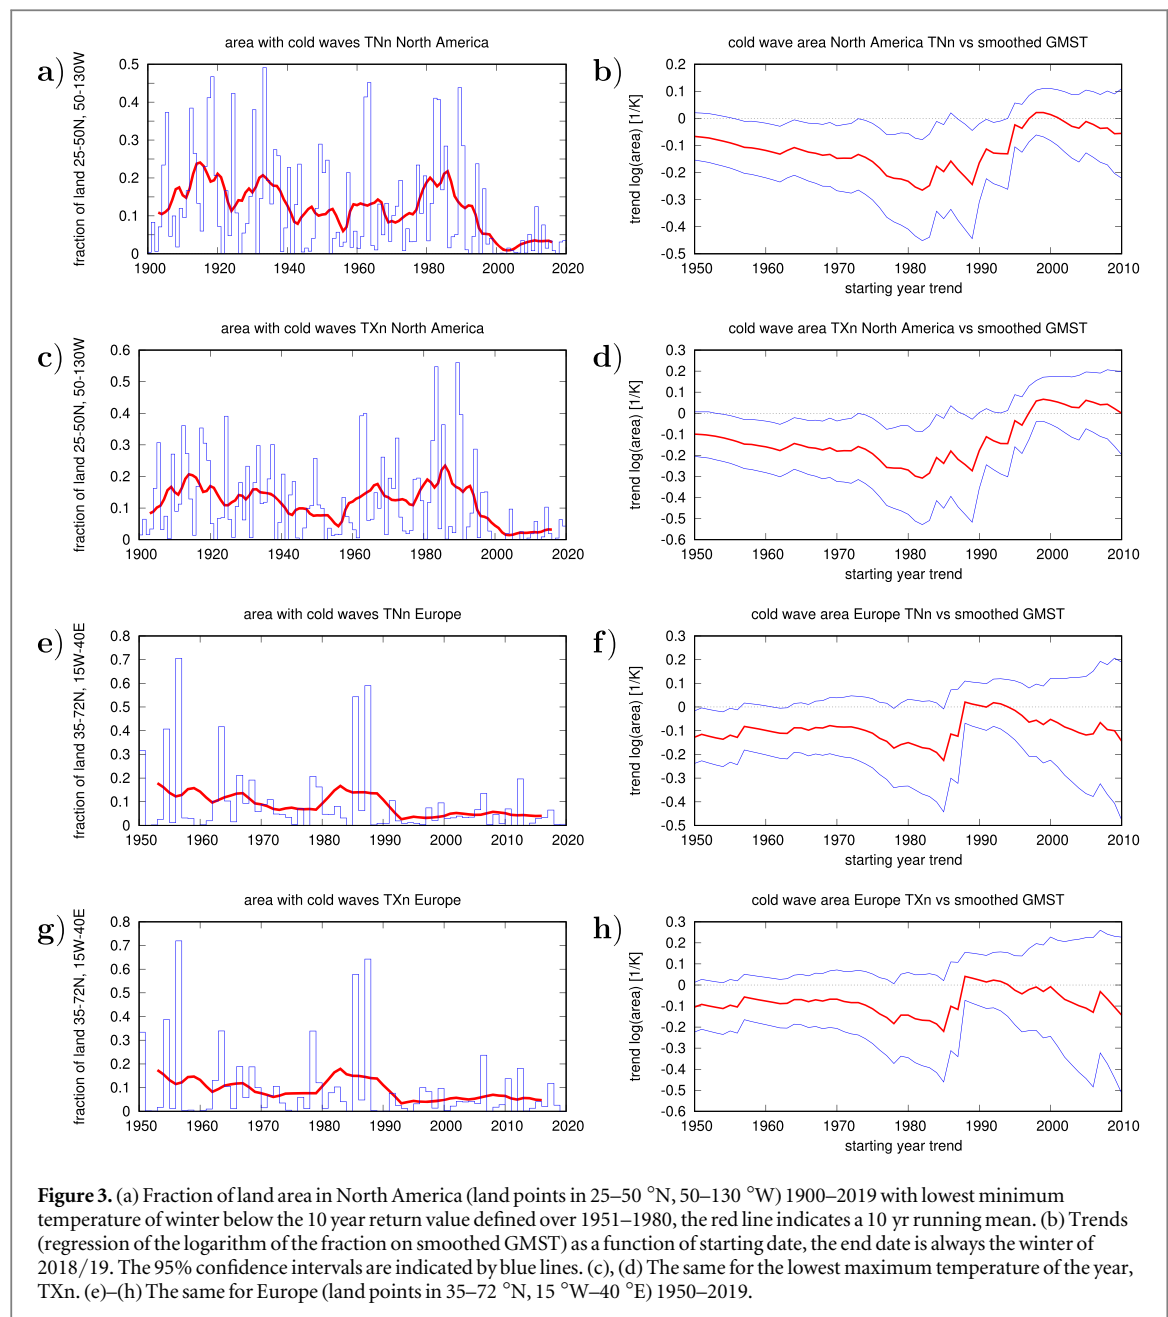 area with cold waves TNn North America
a)
fraction of land 25-50N, 50-130W
0.5
0.4
0.3
0.2
0.1
0
1900 1920 1940 1960 1980 2000 2020
cold wave area North America TNn vs smoothed GMST
b)
trend log(area) [1/K]
0.2
0.1
0
-0.1
-0.2
-0.3
-0.4
-0.5
1950 1960 1970 1980 1990 2000 2010
starting year trend
area with cold waves TXn North America
c)
fraction of land 25-50N, 50-130W
0.6
0.5
0.4
0.3
0.2
0.1
0
1900 1920 1940 1960 1980 2000 2020
cold wave area TXn North America vs smoothed GMST
d)
trend log(area) [1/K]
0.3
0.2
0.1
0
-0.1
-0.2
-0.3
-0.4
-0.5
-0.6
1950 1960 1970 1980 1990 2000 2010
starting year trend
area with cold waves TNn Europe
e)
fraction of land 35-72N, 15W-40E
0.8
0.7
0.6
0.5
0.4
0.3
0.2
0.1
0
1950 1960 1970 1980 1990 2000 2010 2020
cold wave area Europe TNn vs smoothed GMST
f)
trend log(area) [1/K]
0.3
0.2
0.1
0
-0.1
-0.2
-0.3
-0.4
-0.5
1950 1960 1970 1980 1990 2000 2010
starting year trend
area with cold waves TXn Europe
g)
fraction of land 35-72N, 15W-40E
0.8
0.7
0.6
0.5
0.4
0.3
0.2
0.1
0
1950 1960 1970 1980 1990 2000 2010 2020
cold wave area Europe TXn vs smoothed GMST
h)
trend log(area) [1/K]
0.3
0.2
0.1
0
-0.1
-0.2
-0.3
-0.4
-0.5
-0.6
1950 1960 1970 1980 1990 2000 2010
starting year trend
Figure 3. (a) Fraction of land area in North America (land points in 25–50 °N, 50–130 °W) 1900–2019 with lowest minimum
temperature of winter below the 10 year return value defined over 1951–1980, the red line indicates a 10 yr running mean. (b) Trends
(regression of the logarithm of the fraction on smoothed GMST) as a function of starting date, the end date is always the winter of
2018/19. The 95% confidence intervals are indicated by blue lines. (c), (d) The same for the lowest maximum temperature of the year,
TXn. (e)–(h) The same for Europe (land points in 35–72 °N, 15 °W–40 °E) 1950–2019.